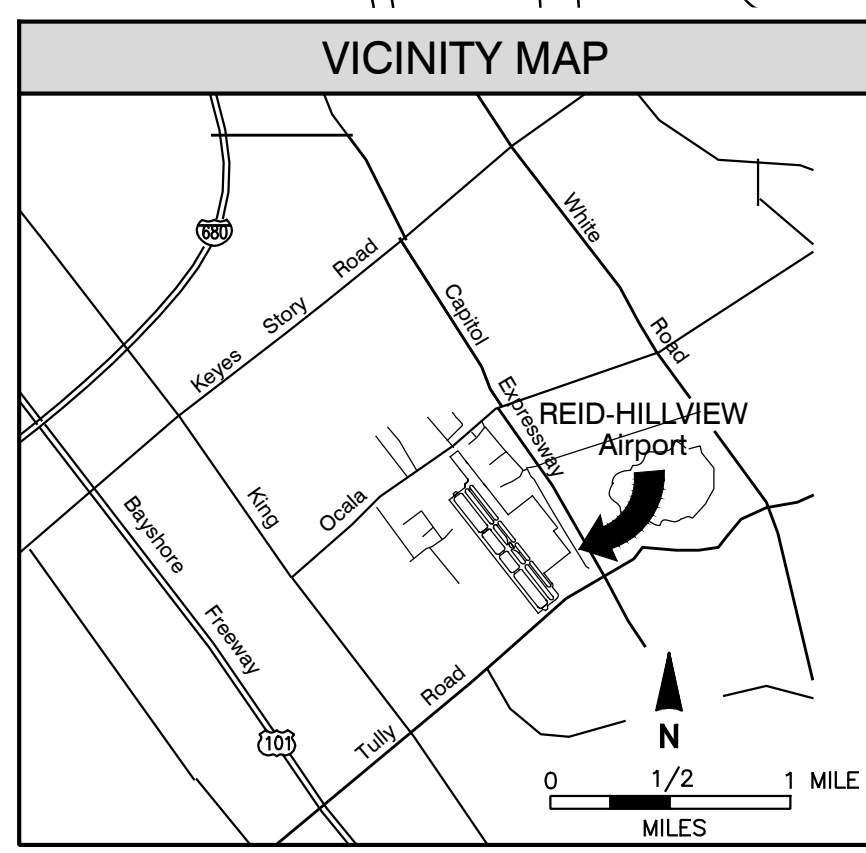 VICINITY MAP
White
680
Road
Story
Capitol
Road
Keyes
Expressway
REID-HILLVIEW
Airport
King
Ocala
Bayshore
Freeway
Road
Tully
101
N
0 1/2 1 MILE
MILES